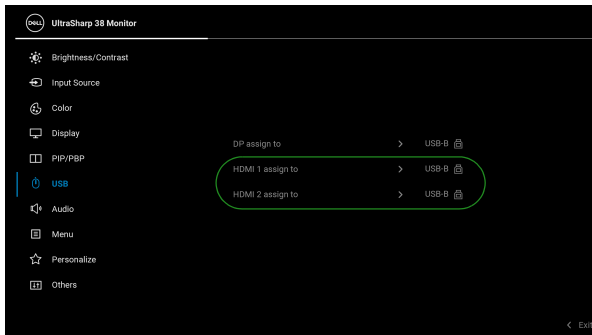 DELL UltraSharp 38 Monitor
Brightness/Contrast
Input Source
Color
Display
DP assign to > USB-B
PIP/PBP
HDMI 1 assign to > USB-B
USB
HDMI 2 assign to > USB-B
Audio
Menu
Personalize
Others
< Exit